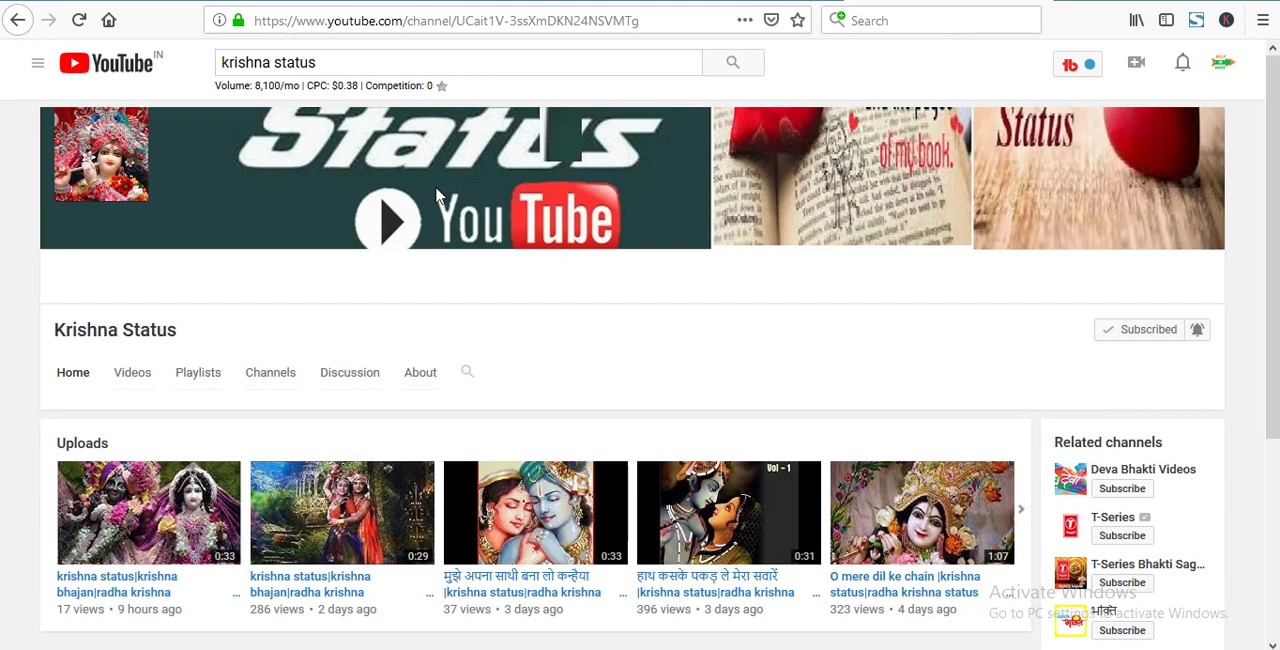 https://www.youtube.com/channel/UCait1V-3ssXmDKN24NSVMTg
Search
YouTube IN
krishna status
Volume: 8,100/mo | CPC: $0.38 | Competition: 0
Status
YouTube
of my book.
Status
Krishna Status
Subscribed
Home Videos Playlists Channels Discussion About
Uploads
0:33
krishna status|krishna
bhajan|radha krishna ...
17 views • 9 hours ago
0:29
krishna status|krishna
bhajan|radha krishna ...
286 views • 2 days ago
0:33
मुझे अपना साथी बना लो कन्हैया
|krishna status|radha krishna ...
37 views • 3 days ago
Vol - 1
0:31
हाथ कसके पकड़ ले मेरा सवारें
|krishna status|radha krishna ...
396 views • 3 days ago
1:07
O mere dil ke chain |krishna
status|radha krishna status ...
323 views • 4 days ago
Related channels
Deva Bhakti Videos
Subscribe
T-Series
Subscribe
T-Series Bhakti Sag...
Subscribe
भक्ति
Subscribe
Activate Windows
Go to PC settings to activate Windows.